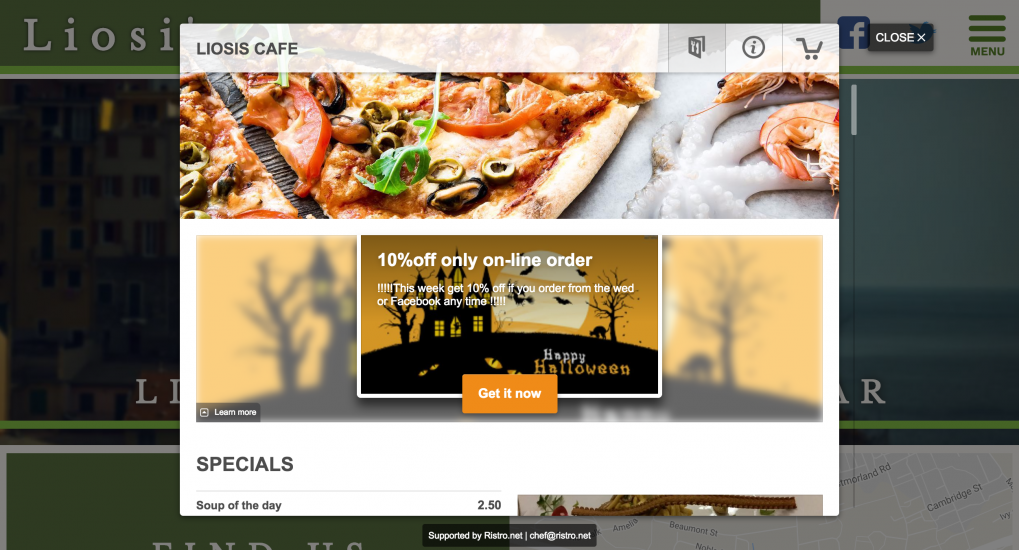 Liosi'
CLOSE ×
MENU
LIOSIS CAFE
10%off only on-line order
!!!!!This week get 10% off if you order from the wed
or Facebook any time !!!!!
Happy
Halloween
Get it now
Learn more
Happy
SPECIALS
Soup of the day 2.50
L
AR
FIND US
Cambridge St
Amelia
Beaumont St
Supported by Ristro.net | chef@ristro.net